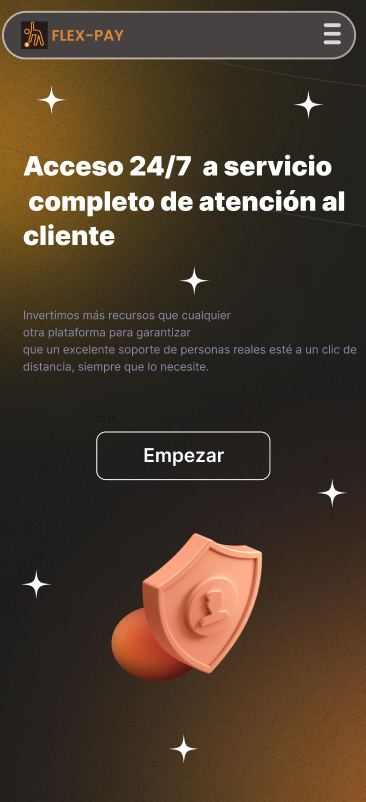 FLEX-PAY
Acceso 24/7 a servicio
completo de atención al
cliente
Invertimos más recursos que cualquier
otra plataforma para garantizar
que un excelente soporte de personas reales esté a un clic de
distancia, siempre que lo necesite.
Empezar